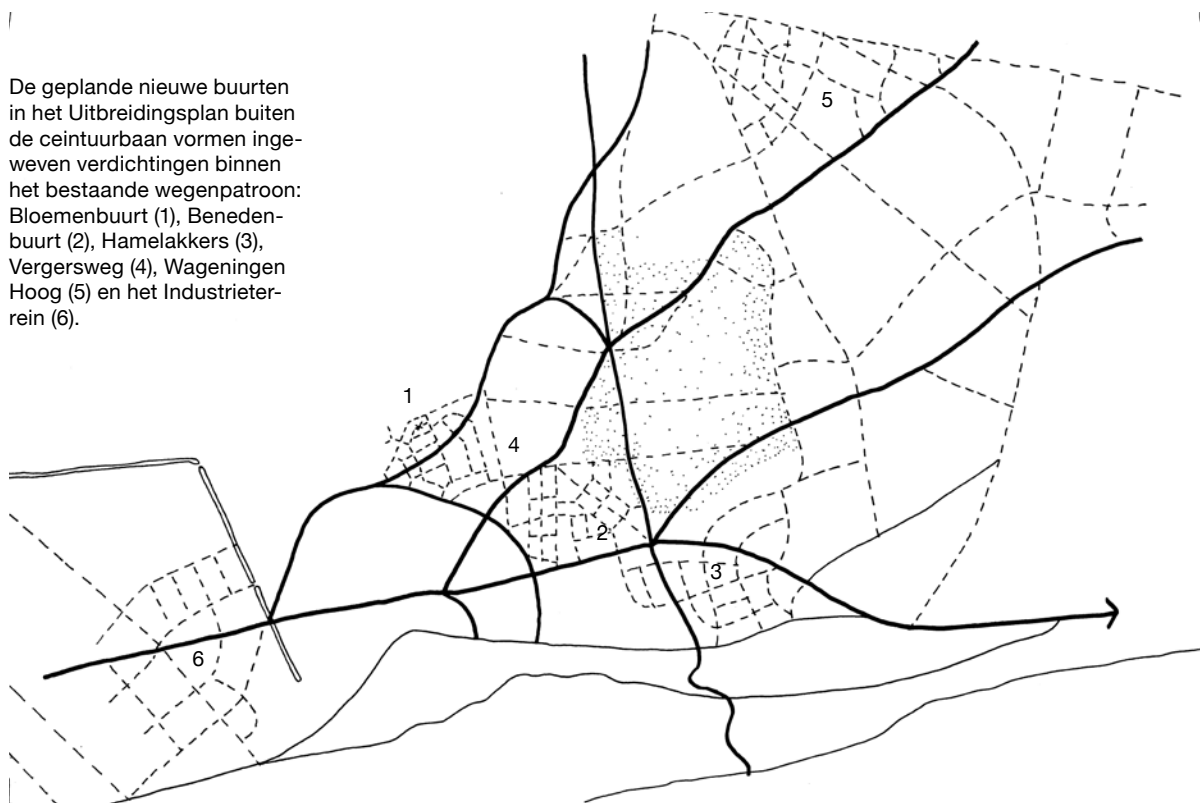 De geplande nieuwe buurten
in het Uitbreidingsplan buiten
de ceintuurbaan vormen inge-
weven verdichtingen binnen
het bestaande wegenpatroon:
Bloemenbuurt (1), Beneden-
buurt (2), Hamelakkers (3),
Vergersweg (4), Wageningen
Hoog (5) en het Industrieter-
rein (6).
5
1
4
2
3
6